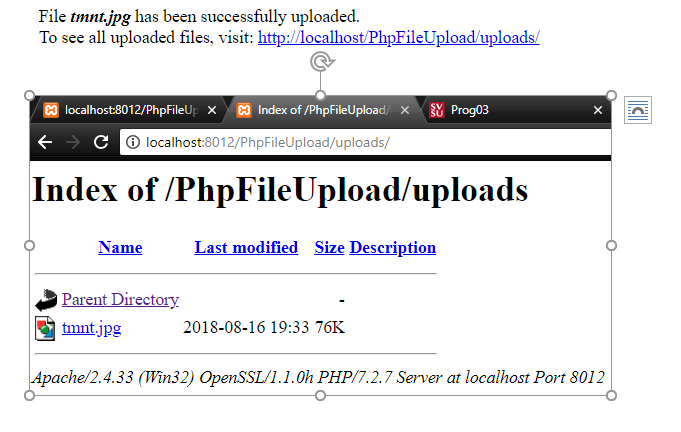 File tmnt.jpg has been successfully uploaded.
To see all uploaded files, visit: http://localhost/PhpFileUpload/uploads/
localhost:8012/PhpFileUp Index of /PhpFileUpload/ SVSU Prog03
localhost:8012/PhpFileUpload/uploads/
Index of /PhpFileUpload/uploads
Name Last modified Size Description
Parent Directory -
tmnt.jpg 2018-08-16 19:33 76K
Apache/2.4.33 (Win32) OpenSSL/1.1.0h PHP/7.2.7 Server at localhost Port 8012